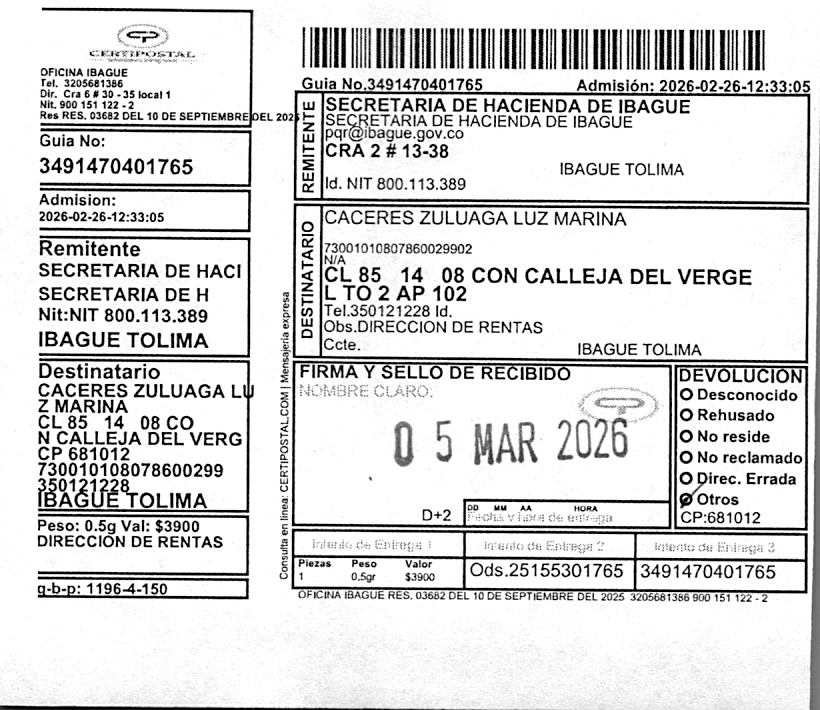 CERTIPOSTAL
OFICINA IBAGUE
Tel. 3205681386
Dir. Cra 6 # 30 - 35 local 1
Nit. 900 151 122 - 2
Res RES. 03682 DEL 10 DE SEPTIEMBRE DEL 2025
Guia No:
3491470401765
Admision:
2026-02-26-12:33:05
Remitente
SECRETARIA DE HACI
SECRETARIA DE H
Nit:NIT 800.113.389
IBAGUE TOLIMA
Destinatario
CACERES ZULUAGA LU
Z MARINA
CL 85 14 08 CO
N CALLEJA DEL VERG
CP 681012
730010108078600299
350121228
IBAGUE TOLIMA
Peso: 0.5g Val: $3900
DIRECCION DE RENTAS
g-b-p: 1196-4-150
Consulta en linea: CERTIPOSTAL.COM | Mensajeria expresa
Guia No.3491470401765 Admisión: 2026-02-26-12:33:05
REMITENTE
SECRETARIA DE HACIENDA DE IBAGUE
SECRETARIA DE HACIENDA DE IBAGUE
pqr@ibague.gov.co
CRA 2 # 13-38
IBAGUE TOLIMA
Id. NIT 800.113.389
DESTINATARIO
CACERES ZULUAGA LUZ MARINA
73001010807860029902
N/A
CL 85 14 08 CON CALLEJA DEL VERGE
L TO 2 AP 102
Tel.350121228 Id.
Obs.DIRECCION DE RENTAS
Ccte. IBAGUE TOLIMA
FIRMA Y SELLO DE RECIBIDO
NOMBRE CLARO:
05 MAR 2026
D+2
DD MM AA HORA
Fecha y hora de entrega
DEVOLUCION
Desconocido
Rehusado
No reside
No reclamado
Direc. Errada
Otros
CP:681012
Intento de Entrega 1 Intento de Entrega 2 Intento de Entrega 3
Piezas Peso Valor
1 0.5gr $3900
Ods.25155301765 3491470401765
OFICINA IBAGUE RES. 03682 DEL 10 DE SEPTIEMBRE DEL 2025 3205681386 900 151 122 - 2